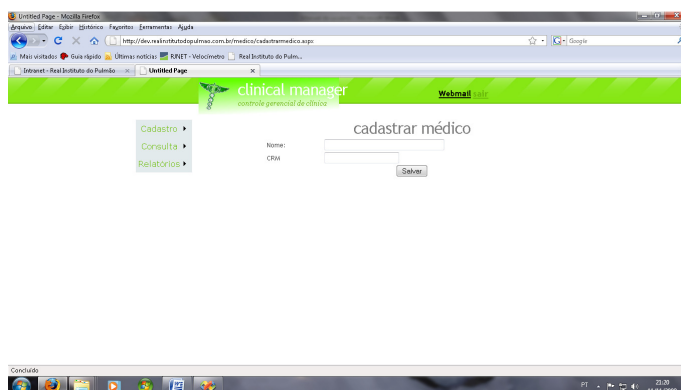 Untitled Page - Mozilla Firefox
Arquivo Editar Exibir Histórico Favoritos Ferramentas Ajuda
http://dev.realinstitutodopulmao.com.br/medico/cadastrarmedico.aspx
Google
Mais visitados Guia rápido Últimas notícias RJNET - Velocímetro Real Instituto do Pulm...
Intranet - Real Instituto do Pulmão Untitled Page
clinical manager
controle gerencial de clínica
Webmail sair
cadastrar médico
Cadastro
Consulta
Relatórios
Nome:
CRM
Salvar
Concluído
PT
21:20